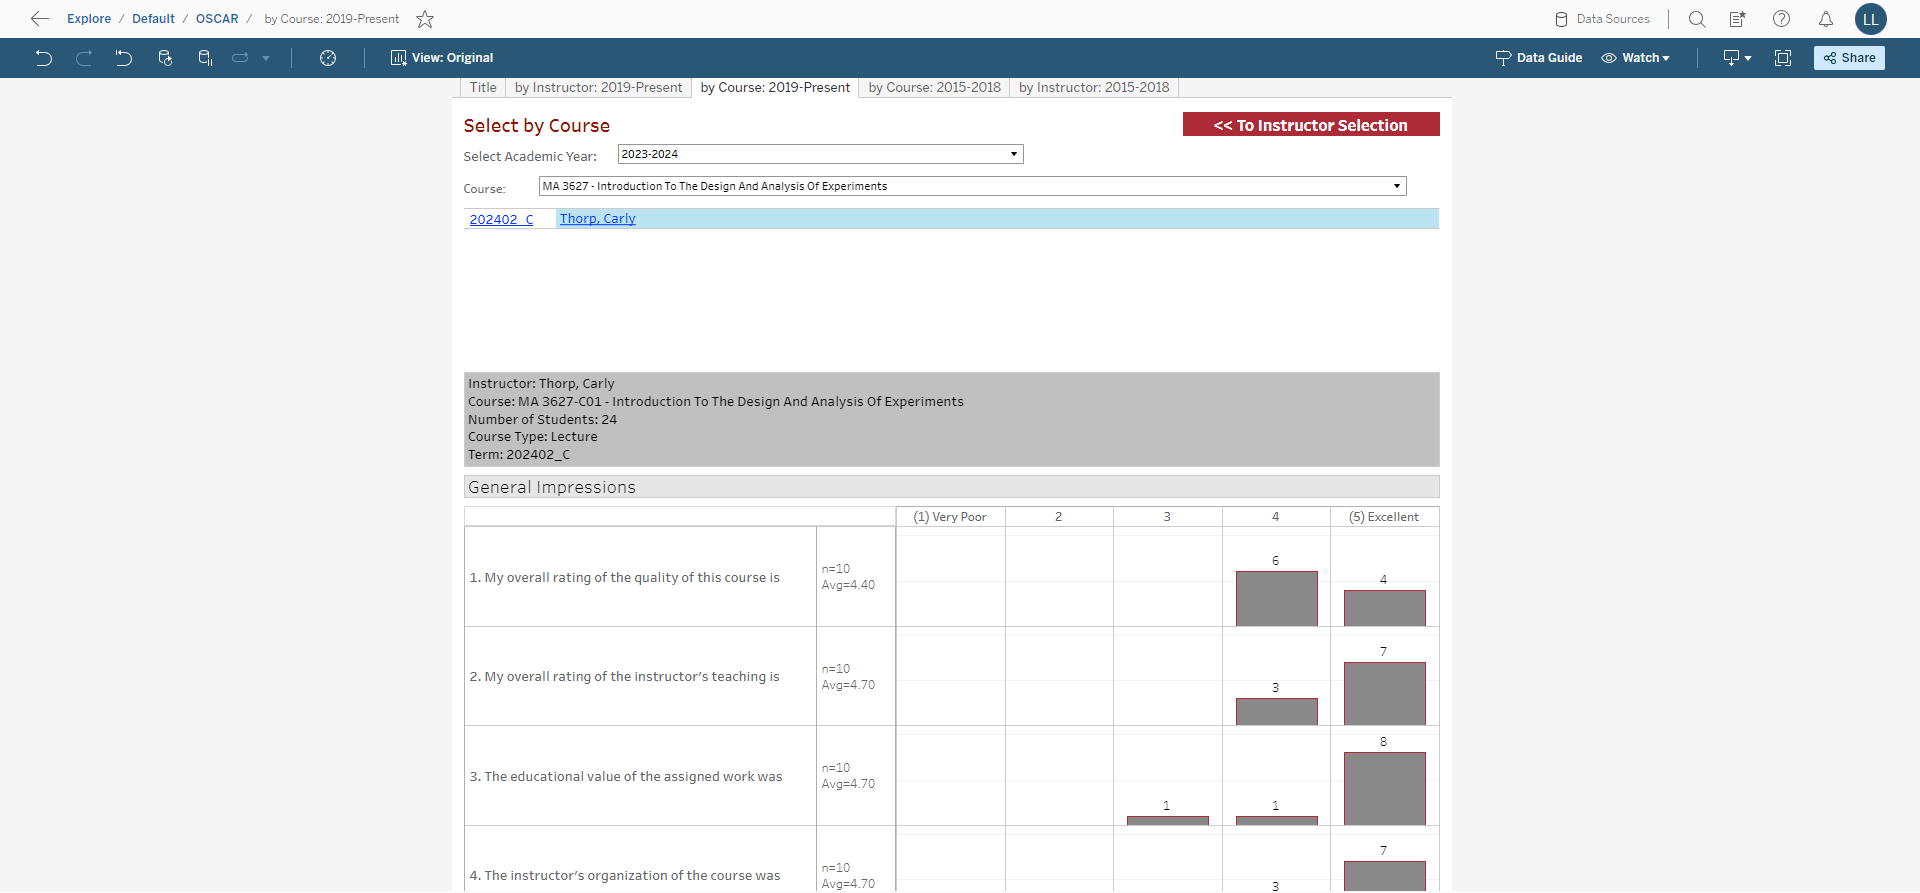 Explore / Default / OSCAR / by Course: 2019-Present
Data Sources
LL
View: Original
Data Guide
Watch
Share
Title
by Instructor: 2019-Present
by Course: 2019-Present
by Course: 2015-2018
by Instructor: 2015-2018
Select by Course
<< To Instructor Selection
Select Academic Year:
2023-2024
Course:
MA 3627 - Introduction To The Design And Analysis Of Experiments
202402_C
Thorp, Carly
Instructor: Thorp, Carly
Course: MA 3627-C01 - Introduction To The Design And Analysis Of Experiments
Number of Students: 24
Course Type: Lecture
Term: 202402_C
General Impressions
(1) Very Poor 2 3 4 (5) Excellent
1. My overall rating of the quality of this course is
n=10
Avg=4.40
6
4
2. My overall rating of the instructor's teaching is
n=10
Avg=4.70
3
7
3. The educational value of the assigned work was
n=10
Avg=4.70
1
1
8
4. The instructor's organization of the course was
n=10
Avg=4.70
3
7